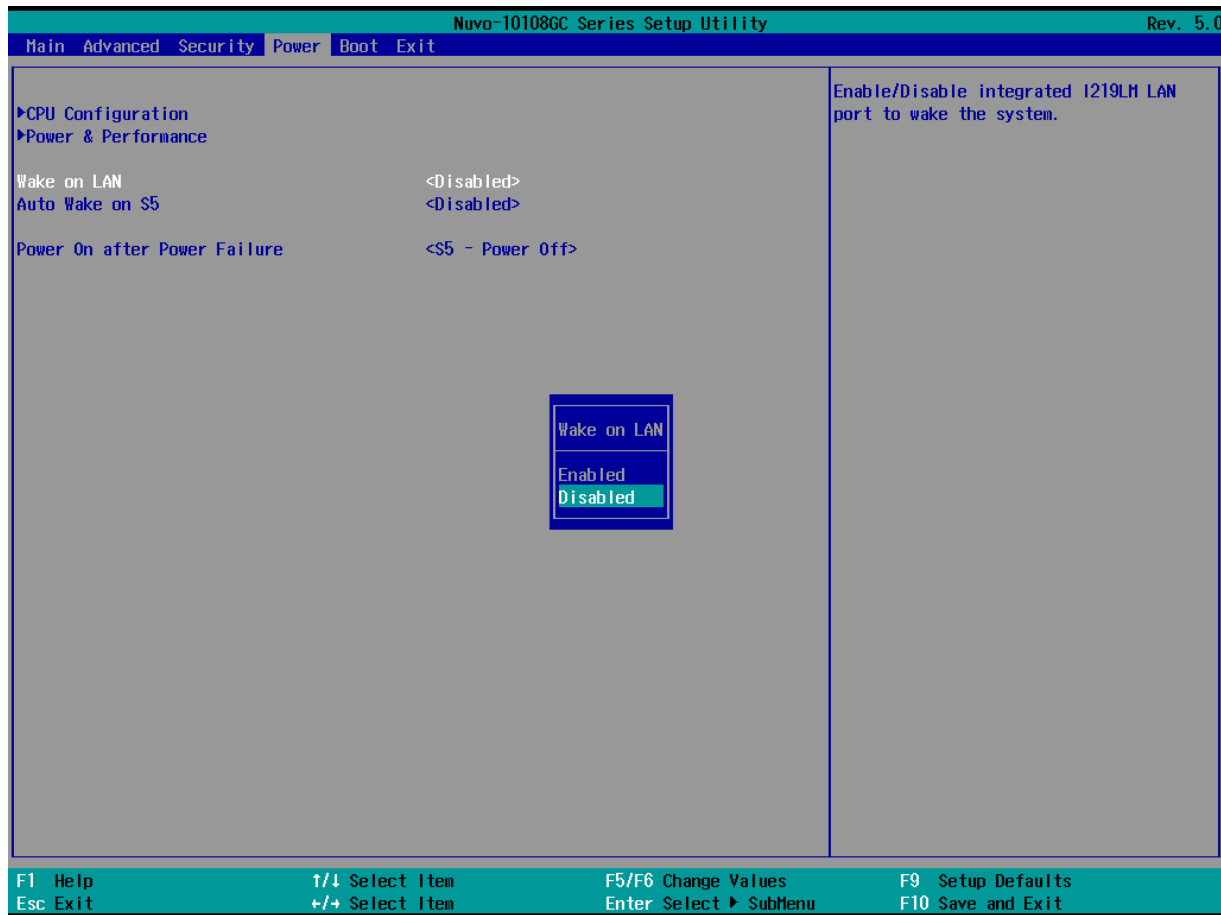 Nuvo-10108GC Series Setup Utility Rev. 5.0
Main Advanced Security Power Boot Exit
▶CPU Configuration
▶Power & Performance
Wake on LAN <Disabled>
Auto Wake on S5 <Disabled>
Power On after Power Failure <S5 - Power Off>
Enable/Disable integrated I219LM LAN
port to wake the system.
Wake on LAN
Enabled
Disabled
F1 Help ↑/↓ Select Item F5/F6 Change Values F9 Setup Defaults
Esc Exit ←/→ Select Item Enter Select ▶ SubMenu F10 Save and Exit